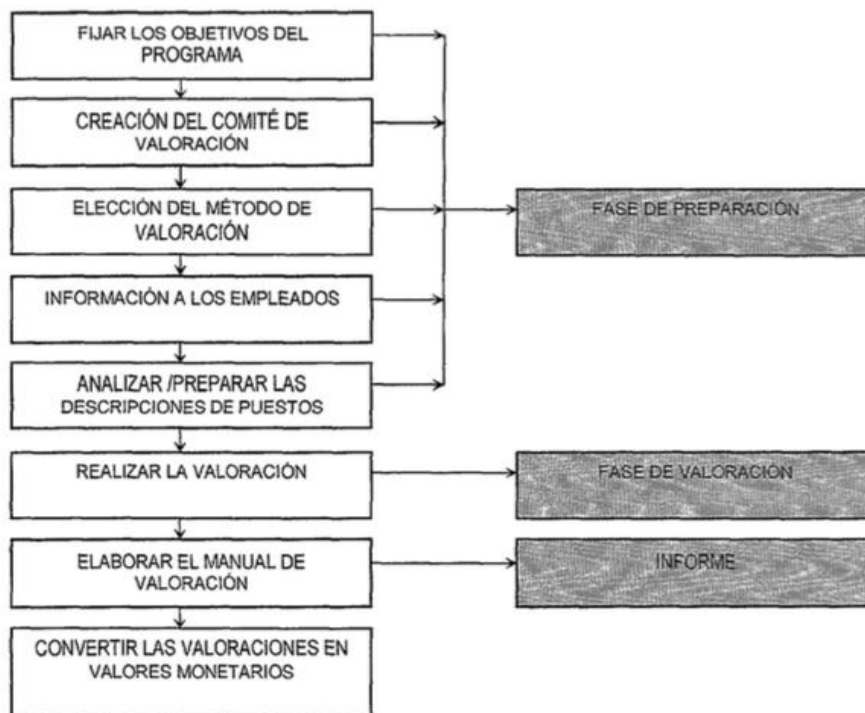 FIJAR LOS OBJETIVOS DEL
PROGRAMA
CREACIÓN DEL COMITÉ DE
VALORACIÓN
ELECCIÓN DEL MÉTODO DE
VALORACIÓN
FASE DE PREPARACIÓN
INFORMACIÓN A LOS EMPLEADOS
ANALIZAR /PREPARAR LAS
DESCRIPCIONES DE PUESTOS
REALIZAR LA VALORACIÓN
FASE DE VALORACIÓN
ELABORAR EL MANUAL DE
VALORACIÓN
INFORME
CONVERTIR LAS VALORACIONES EN
VALORES MONETARIOS